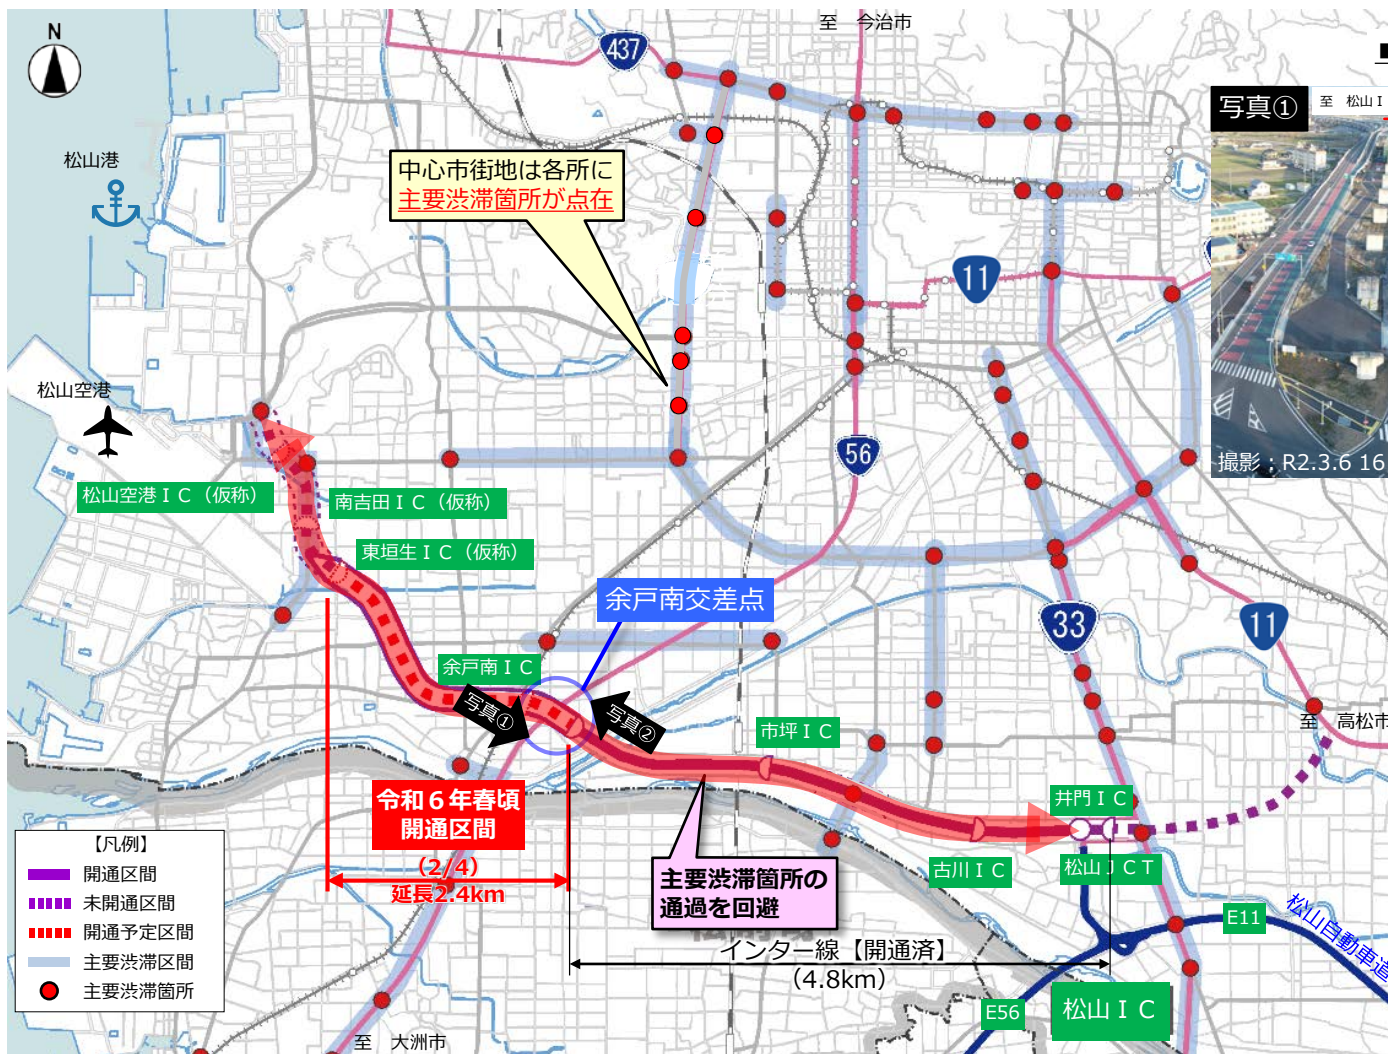 至　今治市
N
437
写真①
至　松山Ｉ
松山港
中心市街地は各所に
主要渋滞箇所が点在
11
松山空港
56
撮影：R2.3.6 16
松山空港ＩＣ（仮称）
南吉田ＩＣ（仮称）
東垣生ＩＣ（仮称）
余戸南交差点
33
11
余戸南ＩＣ
写真①
写真②
市坪ＩＣ
至　高松市
令和６年春頃
開通区間
(2/4)
延長2.4km
井門ＩＣ
主要渋滞箇所の
通過を回避
古川ＩＣ
松山ＪＣＴ
E11
松山自動車道
インター線【開通済】
(4.8km)
E56
松山ＩＣ
至　大洲市
【凡例】
開通区間
未開通区間
開通予定区間
主要渋滞区間
主要渋滞箇所